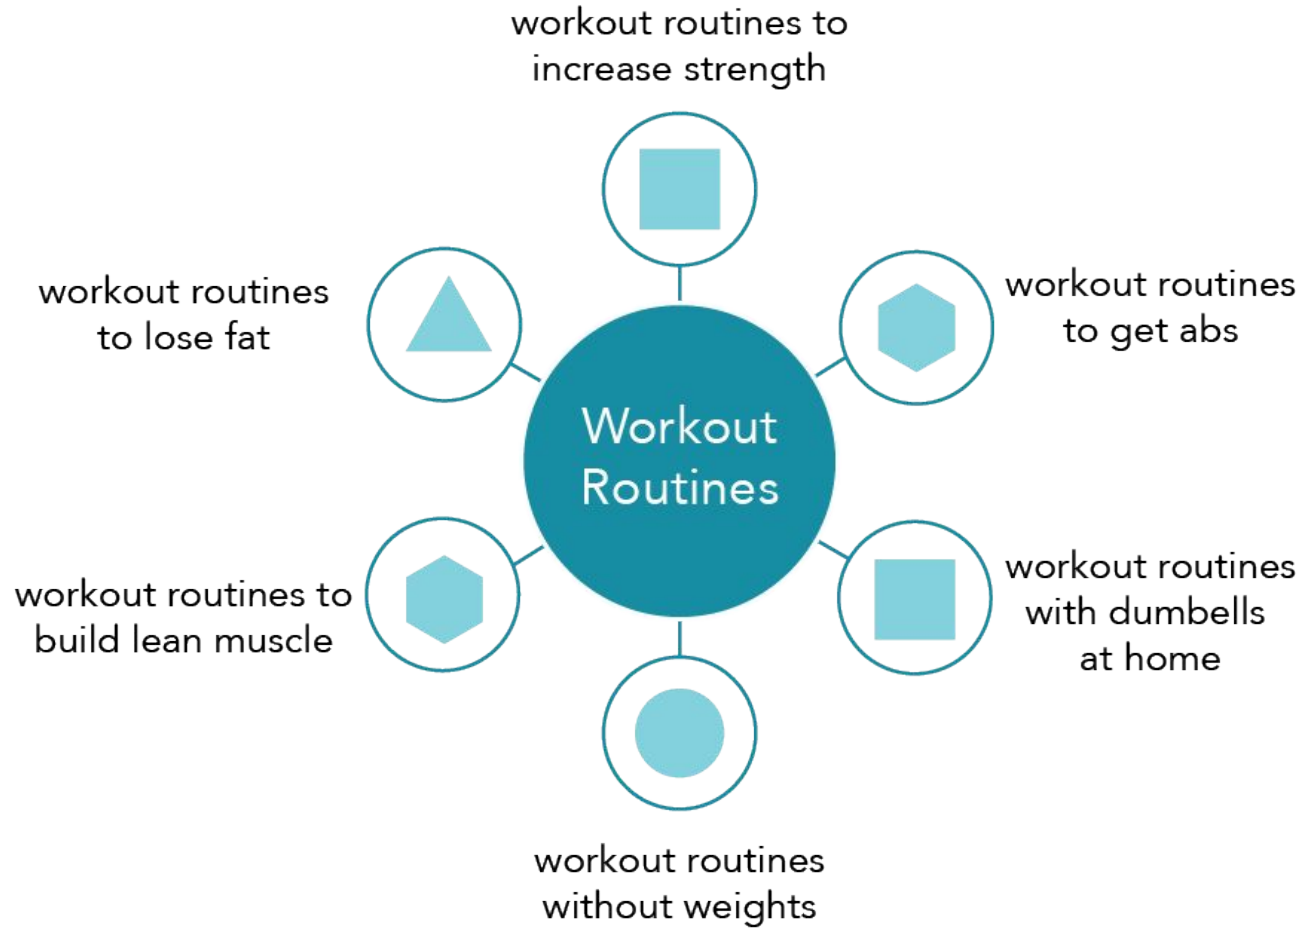 workout routines to
increase strength
workout routines
to get abs
workout routines
to lose fat
Workout
Routines
workout routines
with dumbells
at home
workout routines to
build lean muscle
workout routines
without weights